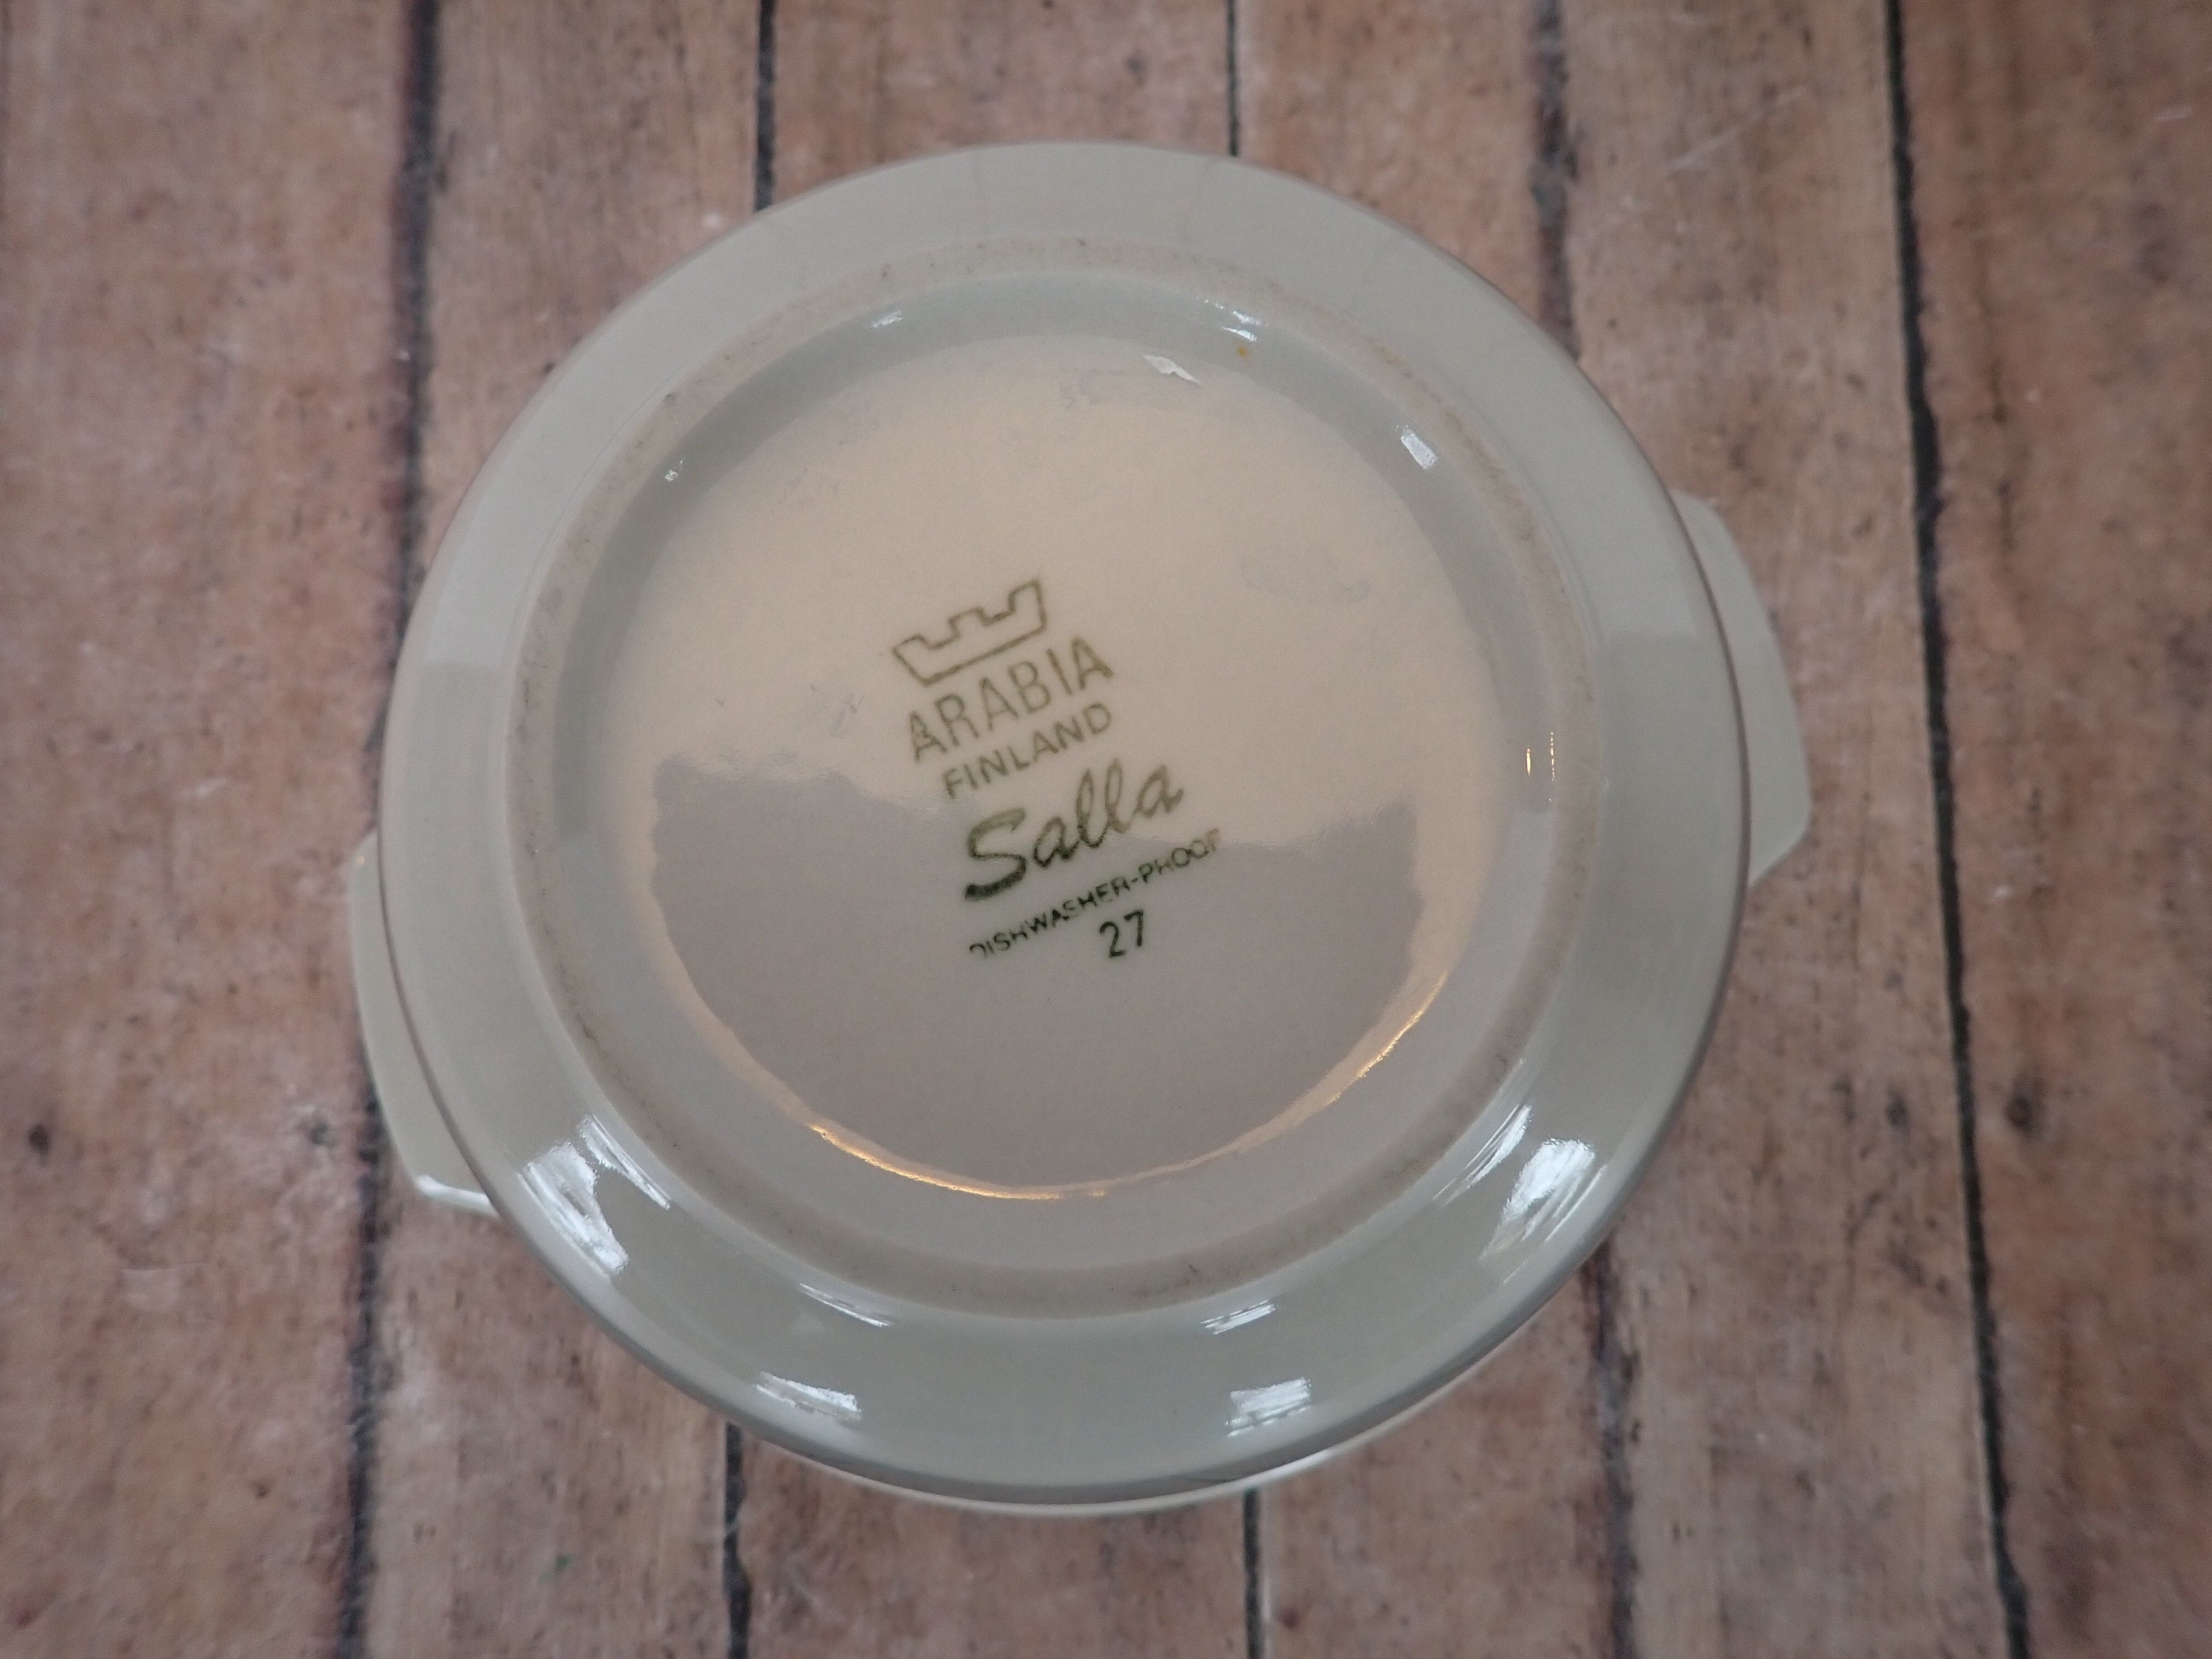 ARABIA
FINLAND
Salla
DISHWASHER-PROOF
27